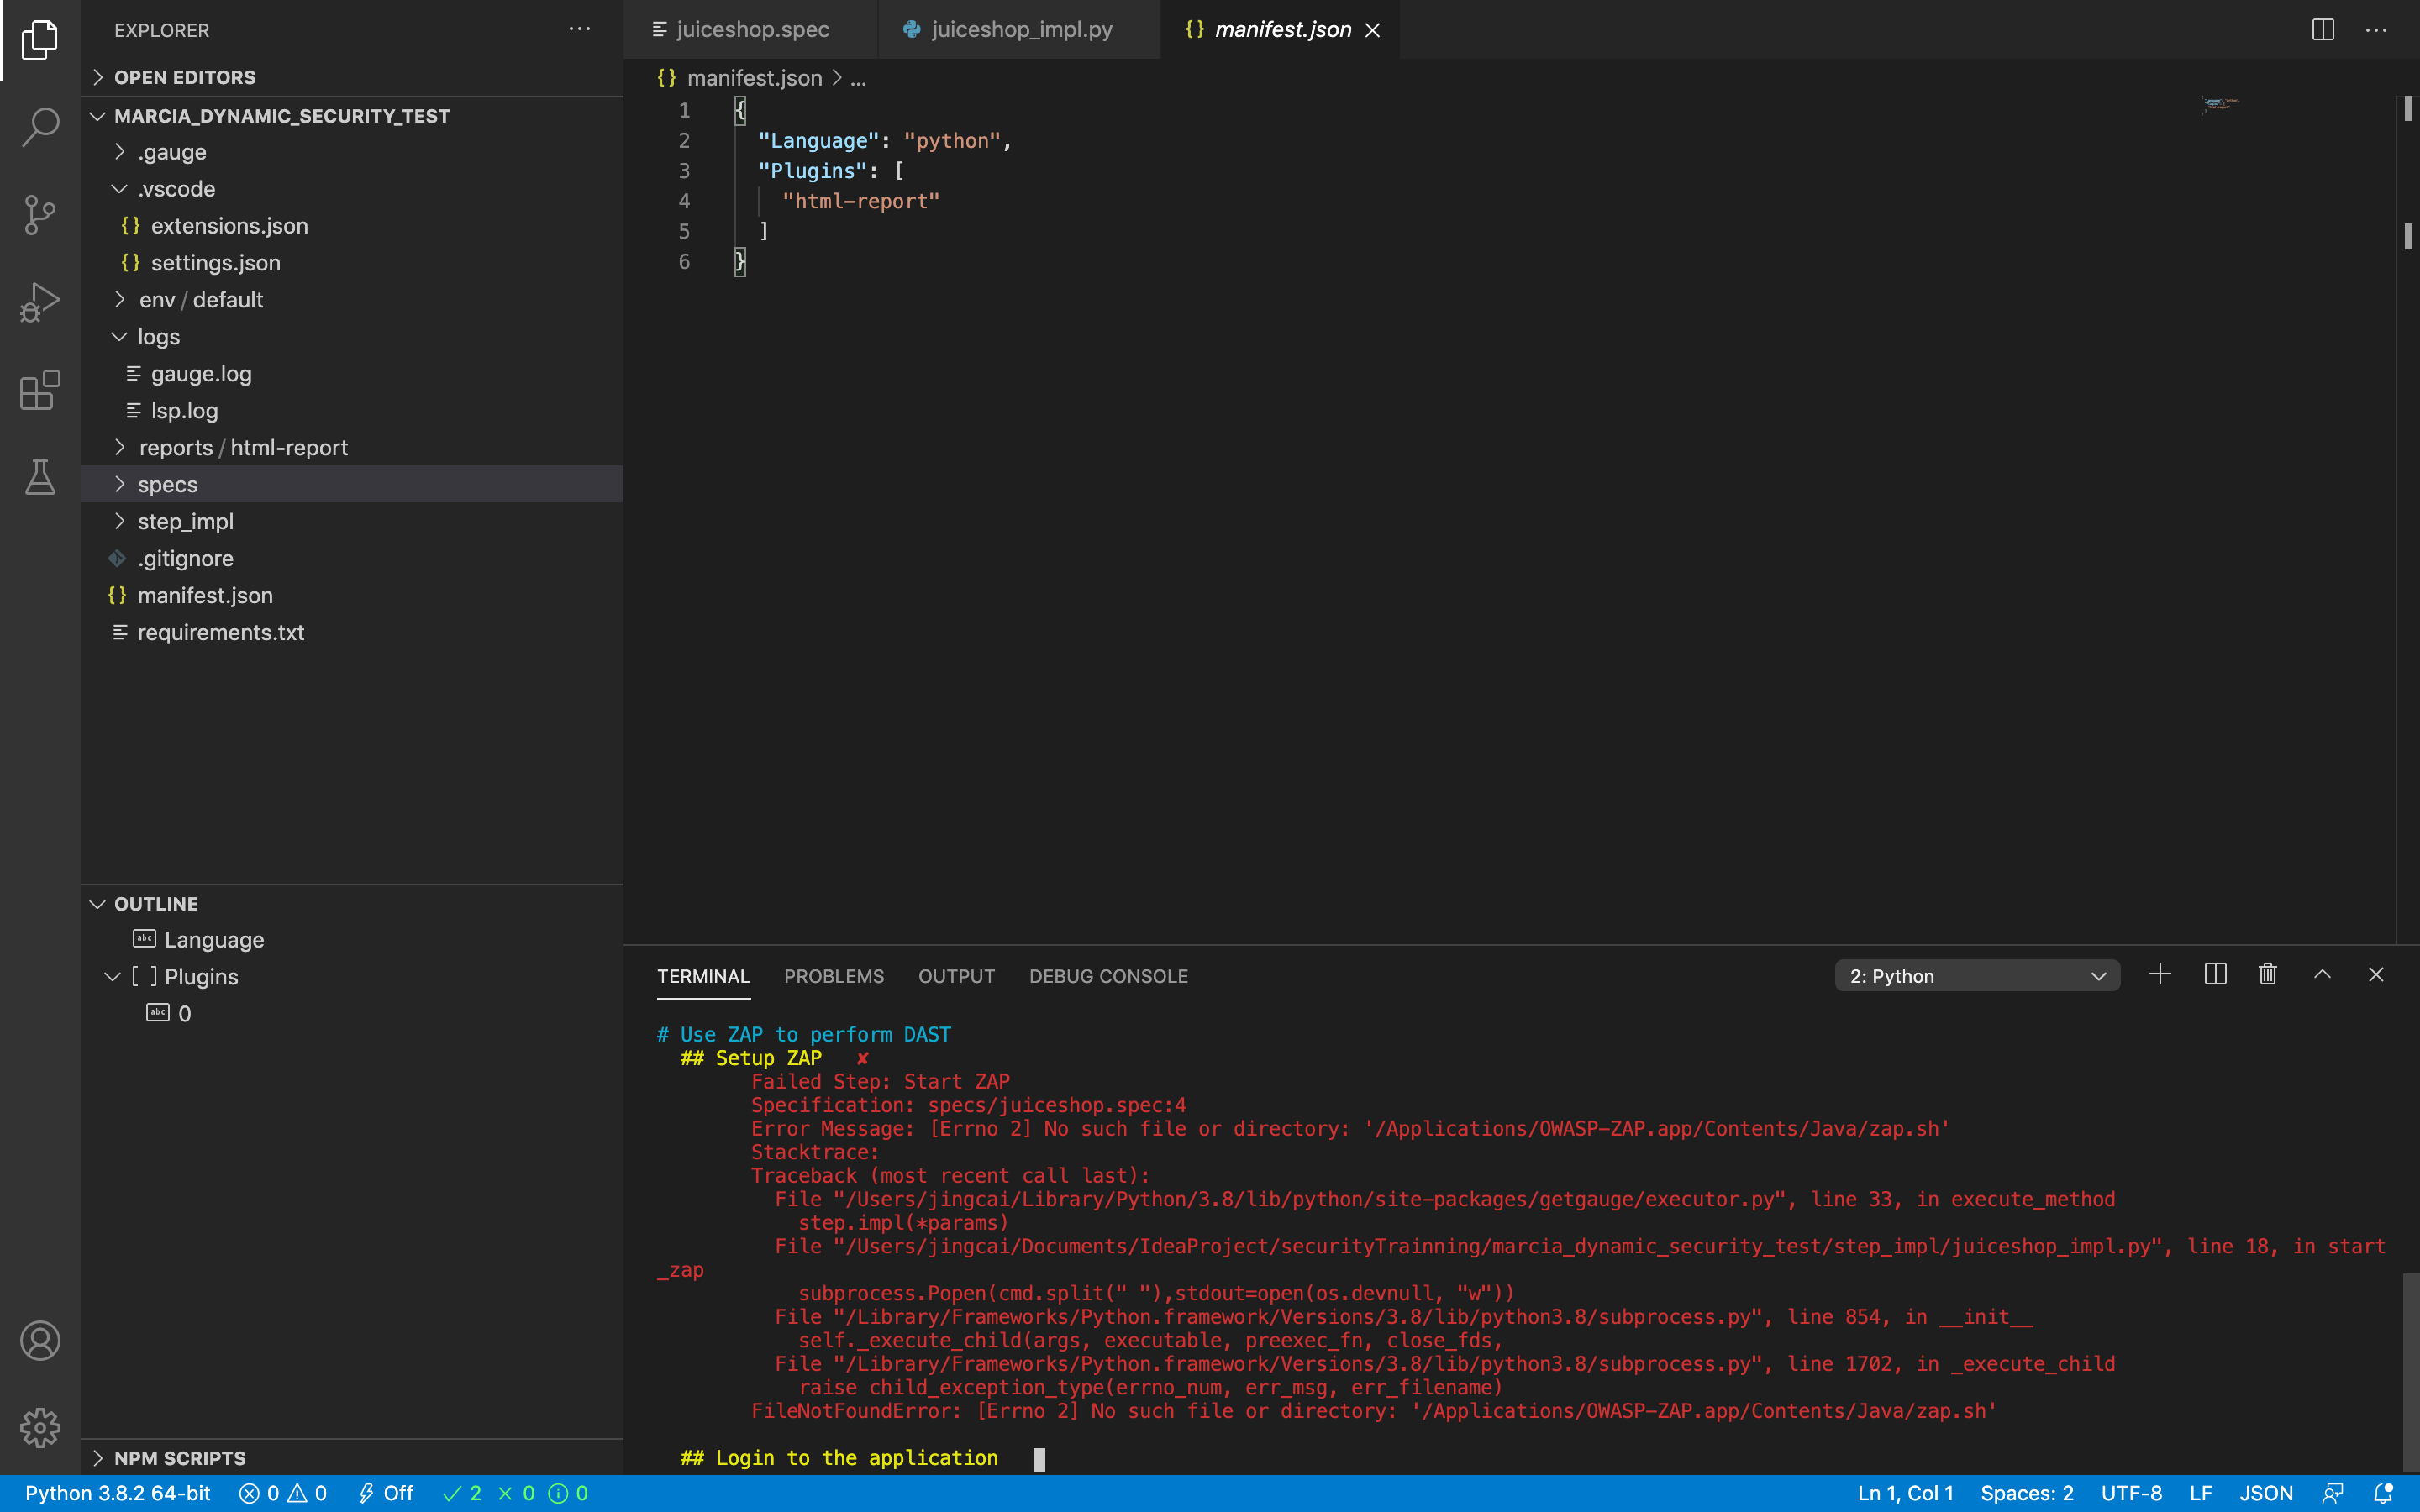 EXPLORER
OPEN EDITORS
MARCIA_DYNAMIC_SECURITY_TEST
.gauge
.vscode
{} extensions.json
{} settings.json
env / default
logs
gauge.log
lsp.log
reports / html-report
specs
step_impl
.gitignore
{} manifest.json
requirements.txt
OUTLINE
abc Language
[ ] Plugins
abc 0
NPM SCRIPTS
juiceshop.spec
juiceshop_impl.py
{} manifest.json
{} manifest.json > ...
1 {
2 "Language": "python",
3 "Plugins": [
4 "html-report"
5 ]
6 }
TERMINAL PROBLEMS OUTPUT DEBUG CONSOLE 2: Python
# Use ZAP to perform DAST
## Setup ZAP ✘
Failed Step: Start ZAP
Specification: specs/juiceshop.spec:4
Error Message: [Errno 2] No such file or directory: '/Applications/OWASP-ZAP.app/Contents/Java/zap.sh'
Stacktrace:
Traceback (most recent call last):
File "/Users/jingcai/Library/Python/3.8/lib/python/site-packages/getgauge/executor.py", line 33, in execute_method
step.impl(*params)
File "/Users/jingcai/Documents/IdeaProject/securityTrainning/marcia_dynamic_security_test/step_impl/juiceshop_impl.py", line 18, in start
_zap
subprocess.Popen(cmd.split(" "),stdout=open(os.devnull, "w"))
File "/Library/Frameworks/Python.framework/Versions/3.8/lib/python3.8/subprocess.py", line 854, in __init__
self._execute_child(args, executable, preexec_fn, close_fds,
File "/Library/Frameworks/Python.framework/Versions/3.8/lib/python3.8/subprocess.py", line 1702, in _execute_child
raise child_exception_type(errno_num, err_msg, err_filename)
FileNotFoundError: [Errno 2] No such file or directory: '/Applications/OWASP-ZAP.app/Contents/Java/zap.sh'
## Login to the application
Python 3.8.2 64-bit 0 0 Off 2 0 0 Ln 1, Col 1 Spaces: 2 UTF-8 LF JSON